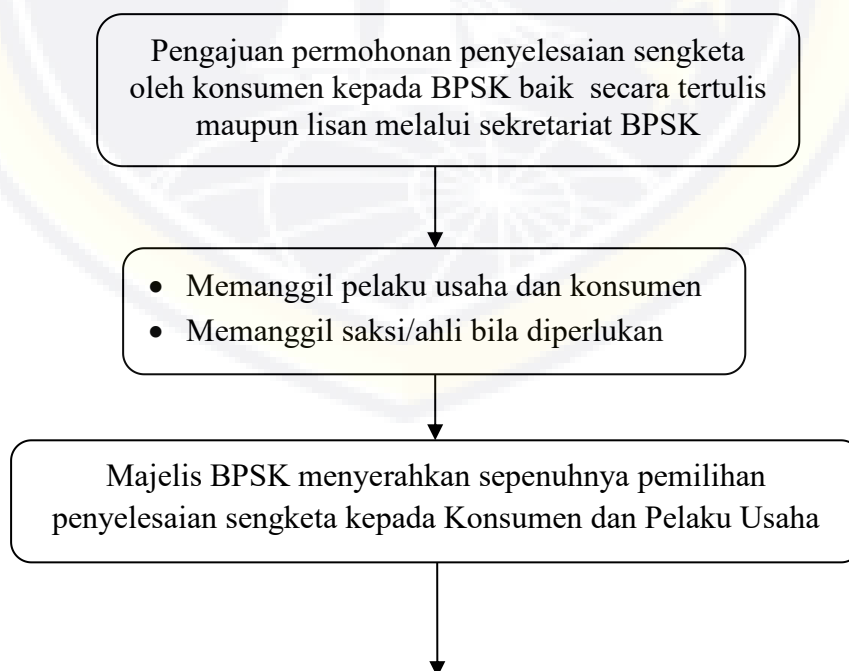 Pengajuan permohonan penyelesaian sengketa
oleh konsumen kepada BPSK baik secara tertulis
maupun lisan melalui sekretariat BPSK
• Memanggil pelaku usaha dan konsumen
• Memanggil saksi/ahli bila diperlukan
Majelis BPSK menyerahkan sepenuhnya pemilihan
penyelesaian sengketa kepada Konsumen dan Pelaku Usaha